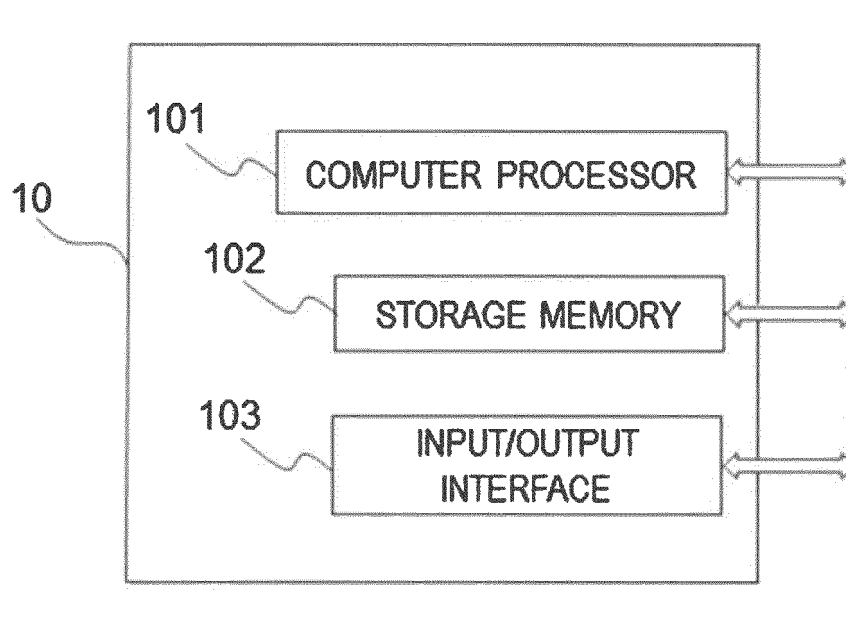 101
COMPUTER PROCESSOR
10
102
STORAGE MEMORY
103
INPUT/OUTPUT
INTERFACE